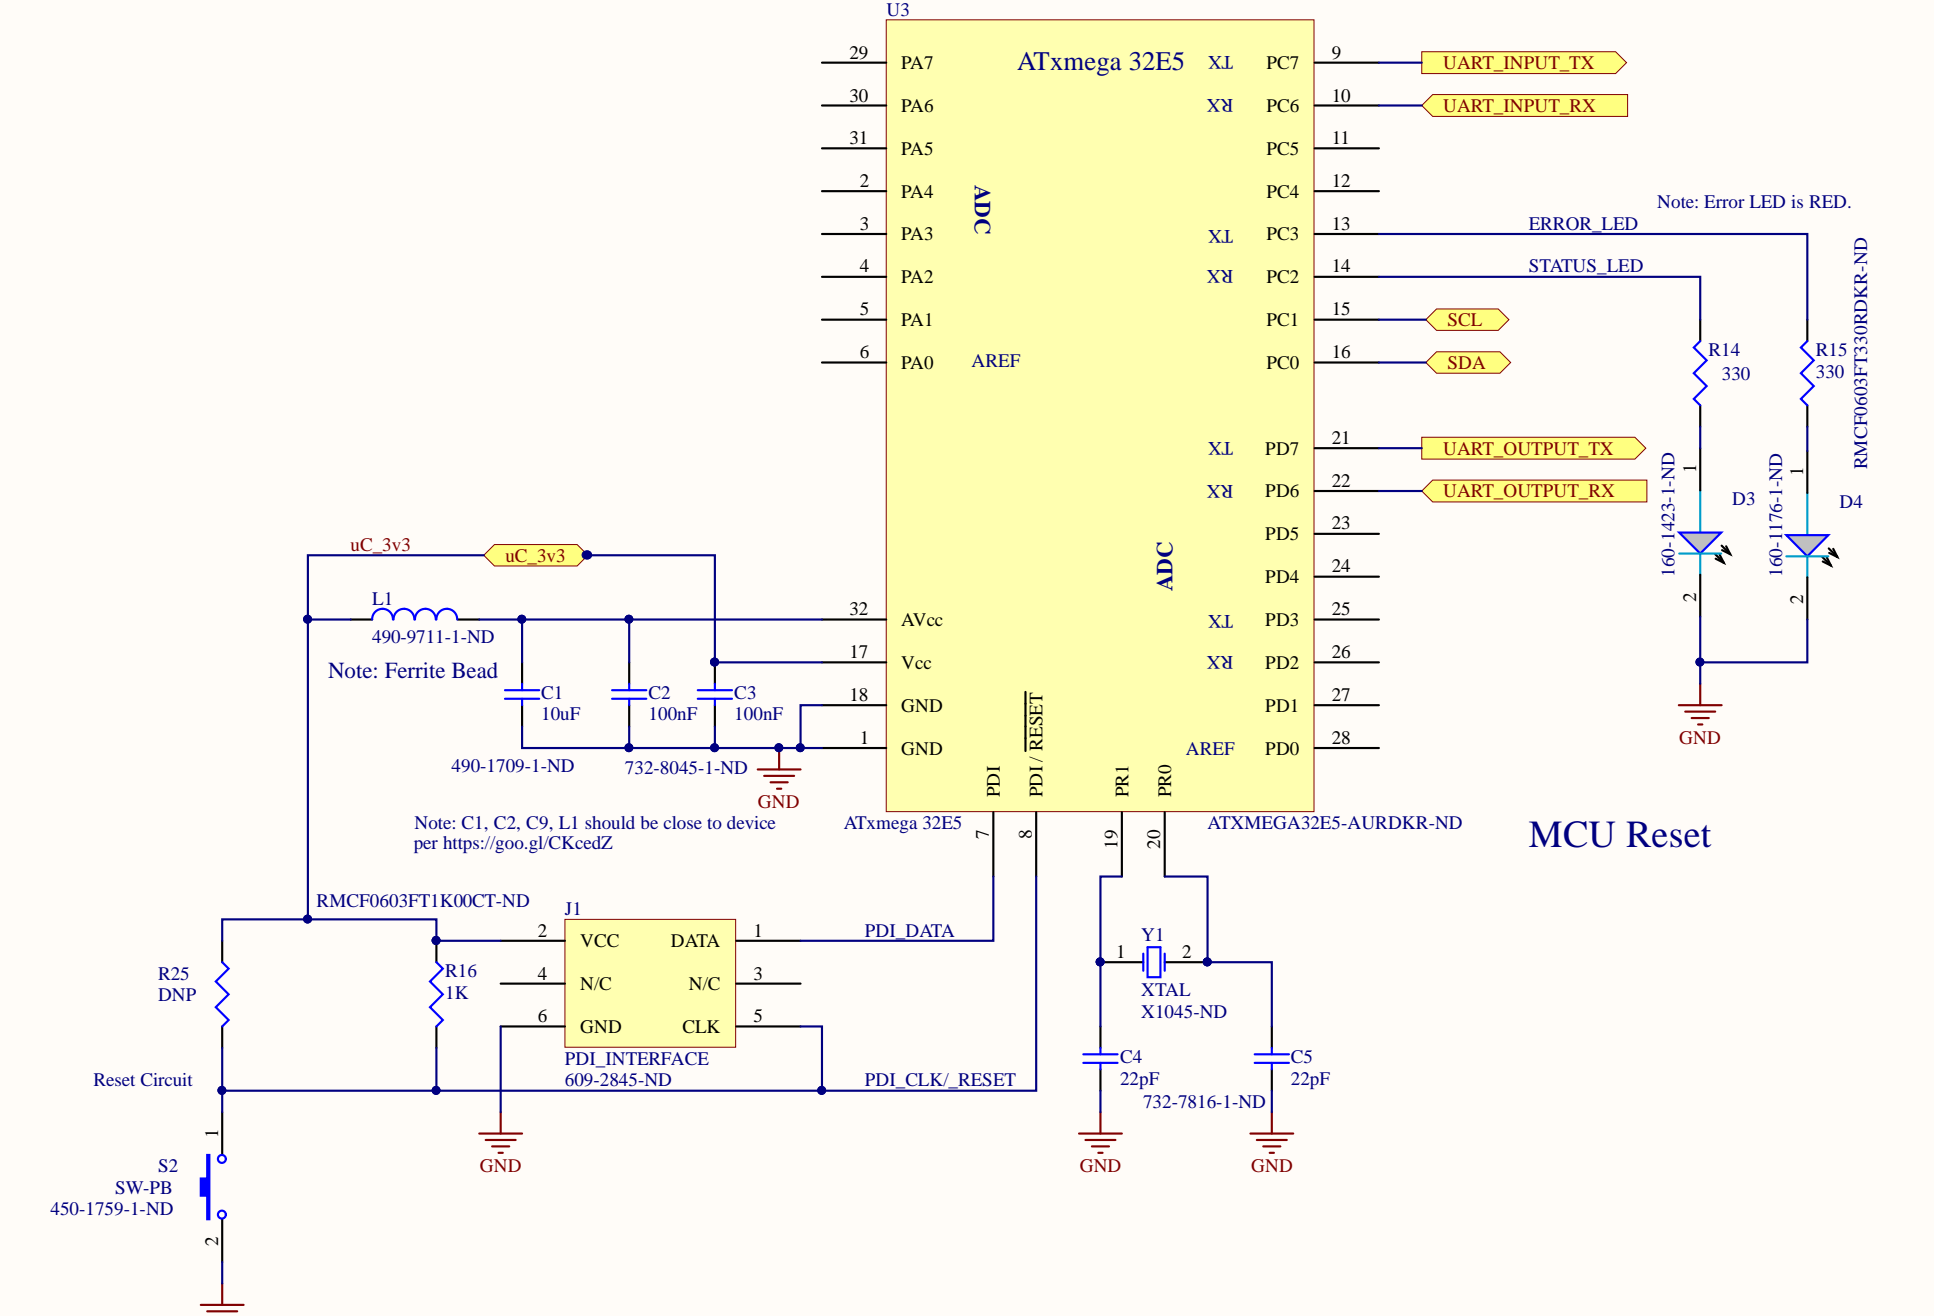 U3
ATxmega 32E5
29 PA7
30 PA6
31 PA5
2 PA4
3 PA3
4 PA2
5 PA1
6 PA0
ADC
AREF
32 AVcc
17 Vcc
18 GND
1 GND
TX PC7 9 UART_INPUT_TX
RX PC6 10 UART_INPUT_RX
PC5 11
PC4 12
TX PC3 13 ERROR_LED
RX PC2 14 STATUS_LED
PC1 15 SCL
PC0 16 SDA
TX PD7 21 UART_OUTPUT_TX
RX PD6 22 UART_OUTPUT_RX
PD5 23
PD4 24
ADC
TX PD3 25
RX PD2 26
PD1 27
AREF PD0 28
PDI
PDI / RESET
PR1
PR0
7
8
19
20
ATxmega 32E5
ATXMEGA32E5-AURDKR-ND
Note: Error LED is RED.
R14
330
R15
330
RMCF0603FT330RDKR-ND
1
1
160-1423-1-ND
D3
160-1176-1-ND
D4
2
2
GND
MCU Reset
uC_3v3
uC_3v3
L1
490-9711-1-ND
Note: Ferrite Bead
C1
10uF
C2
100nF
C3
100nF
490-1709-1-ND
732-8045-1-ND
GND
Note: C1, C2, C9, L1 should be close to device
per https://goo.gl/CKcedZ
RMCF0603FT1K00CT-ND
J1
2 VCC DATA 1
4 N/C N/C 3
6 GND CLK 5
PDI_INTERFACE
609-2845-ND
PDI_DATA
PDI_CLK/_RESET
R25
DNP
R16
1K
Reset Circuit
1
S2
SW-PB
450-1759-1-ND
2
GND
Y1
1 2
XTAL
X1045-ND
C4
22pF
C5
22pF
732-7816-1-ND
GND
GND